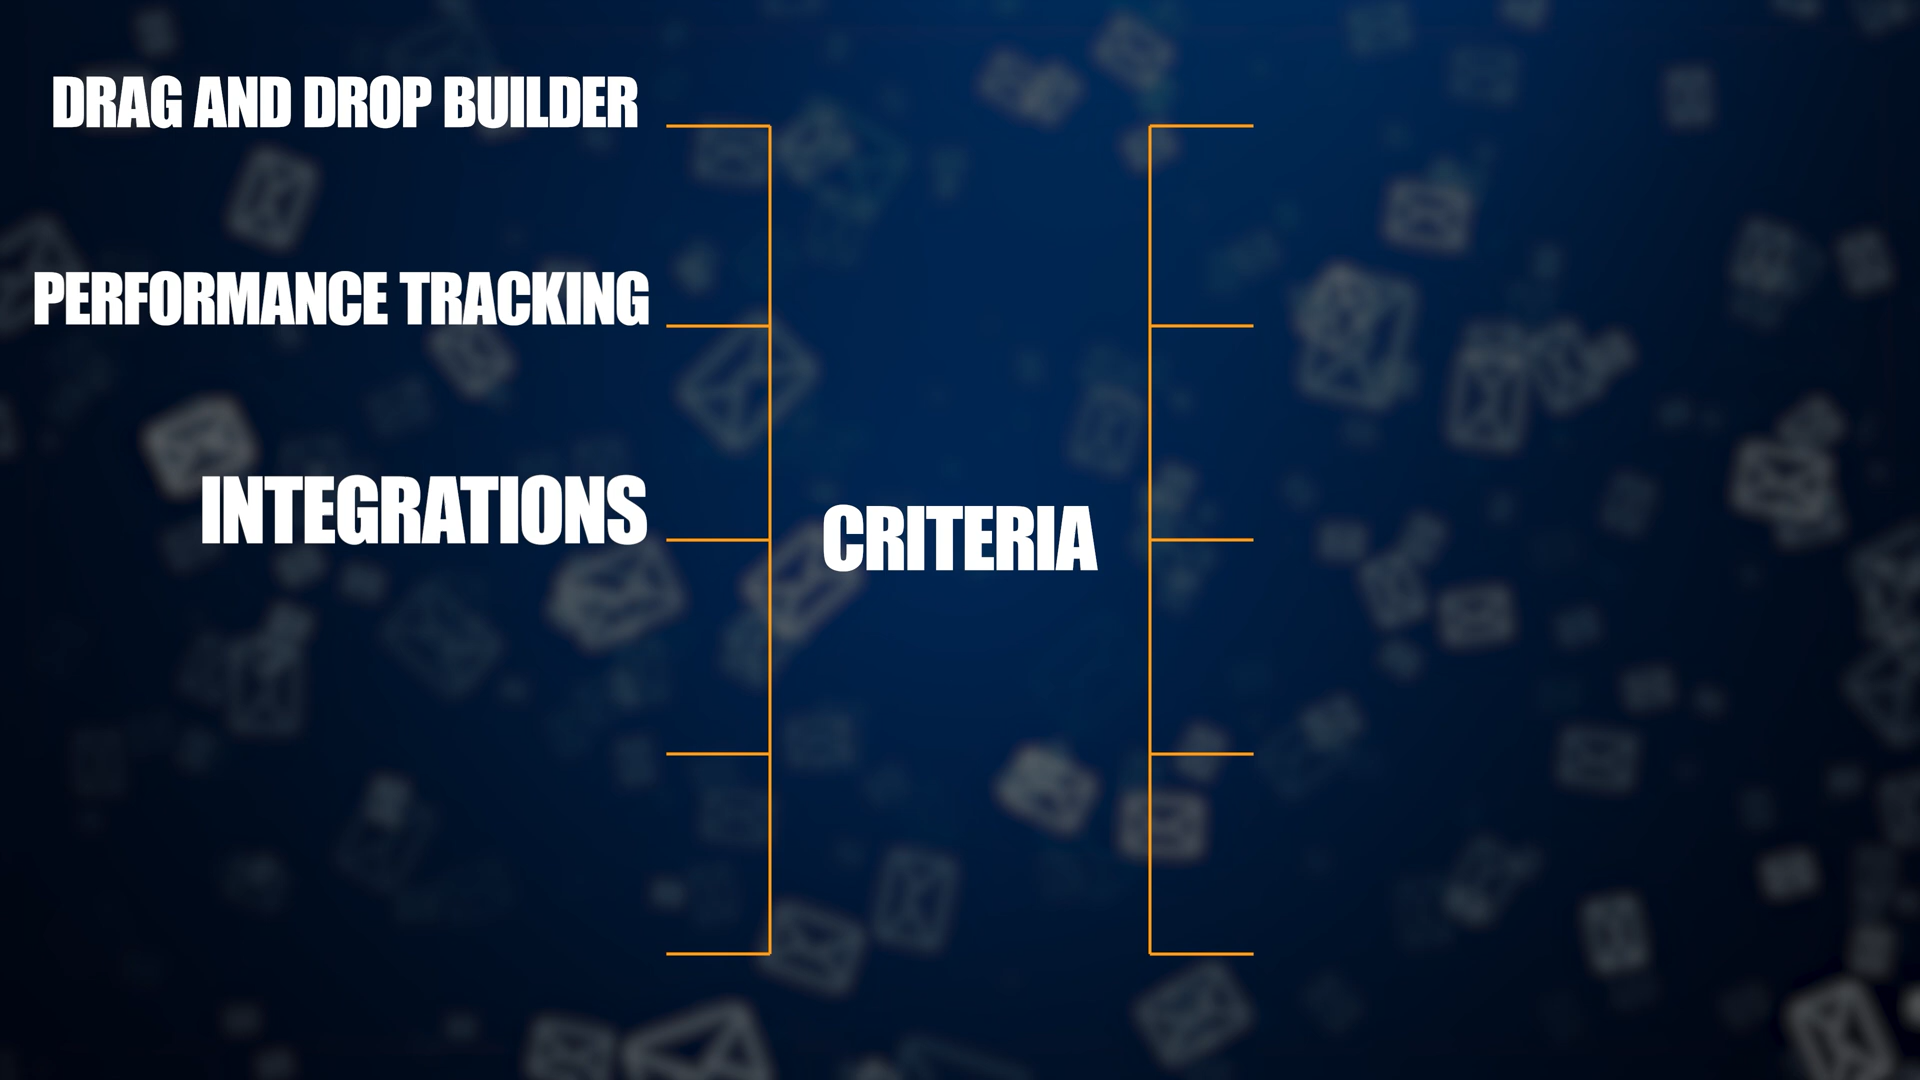 DRAG AND DROP BUILDER
PERFORMANCE TRACKING
INTEGRATIONS
CRITERIA